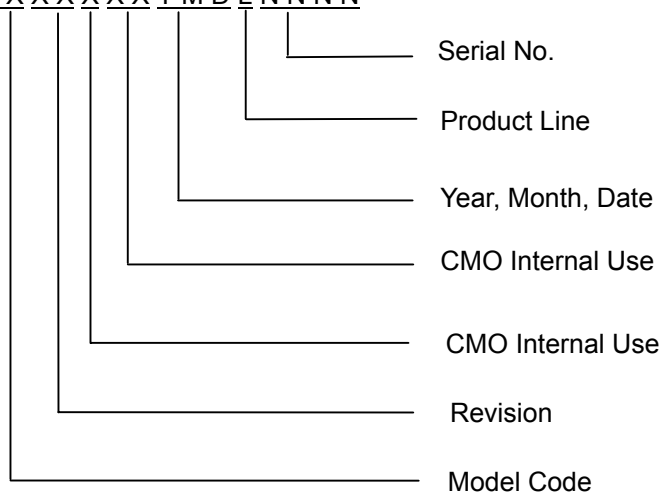 X X X X X X Y M D L N N N N
Serial No.
Product Line
Year, Month, Date
CMO Internal Use
CMO Internal Use
Revision
Model Code